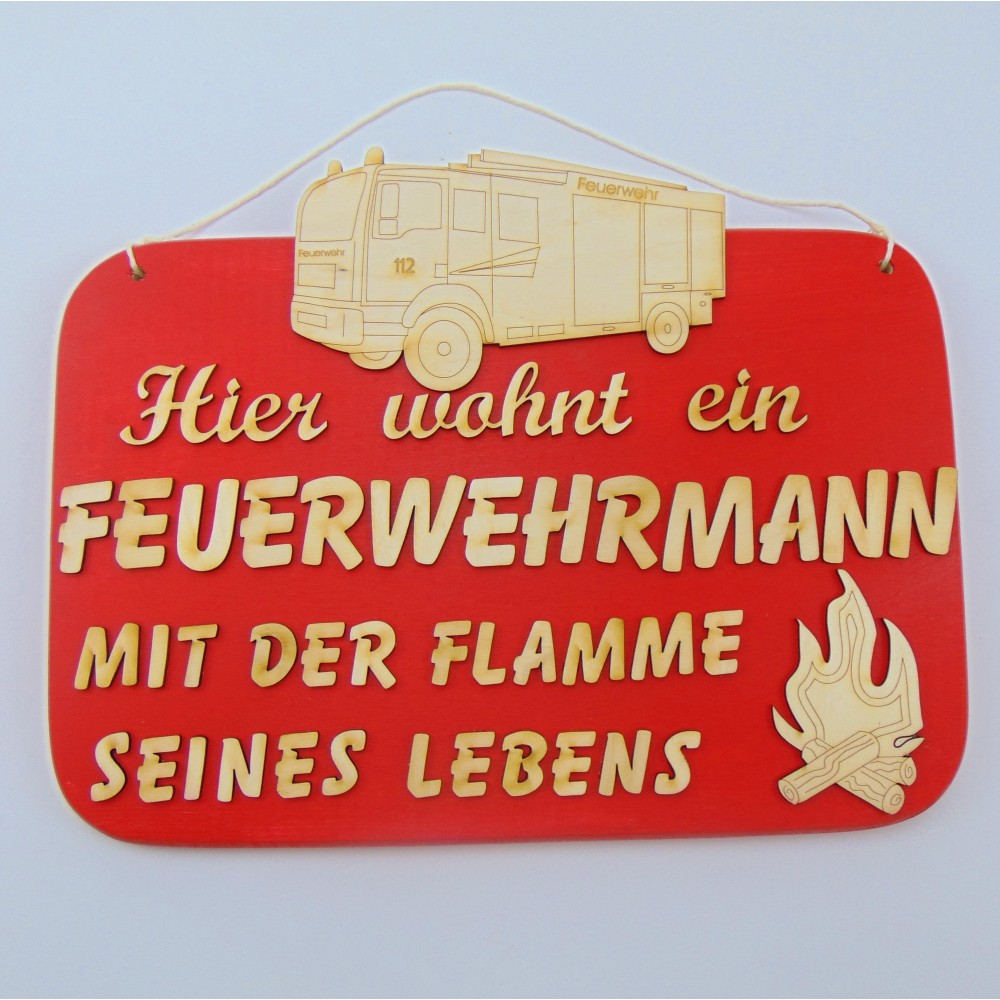 Feuerwehr
Feuerwehr
112
Hier wohnt ein
FEUERWEHRMANN
MIT DER FLAMME
SEINES LEBENS